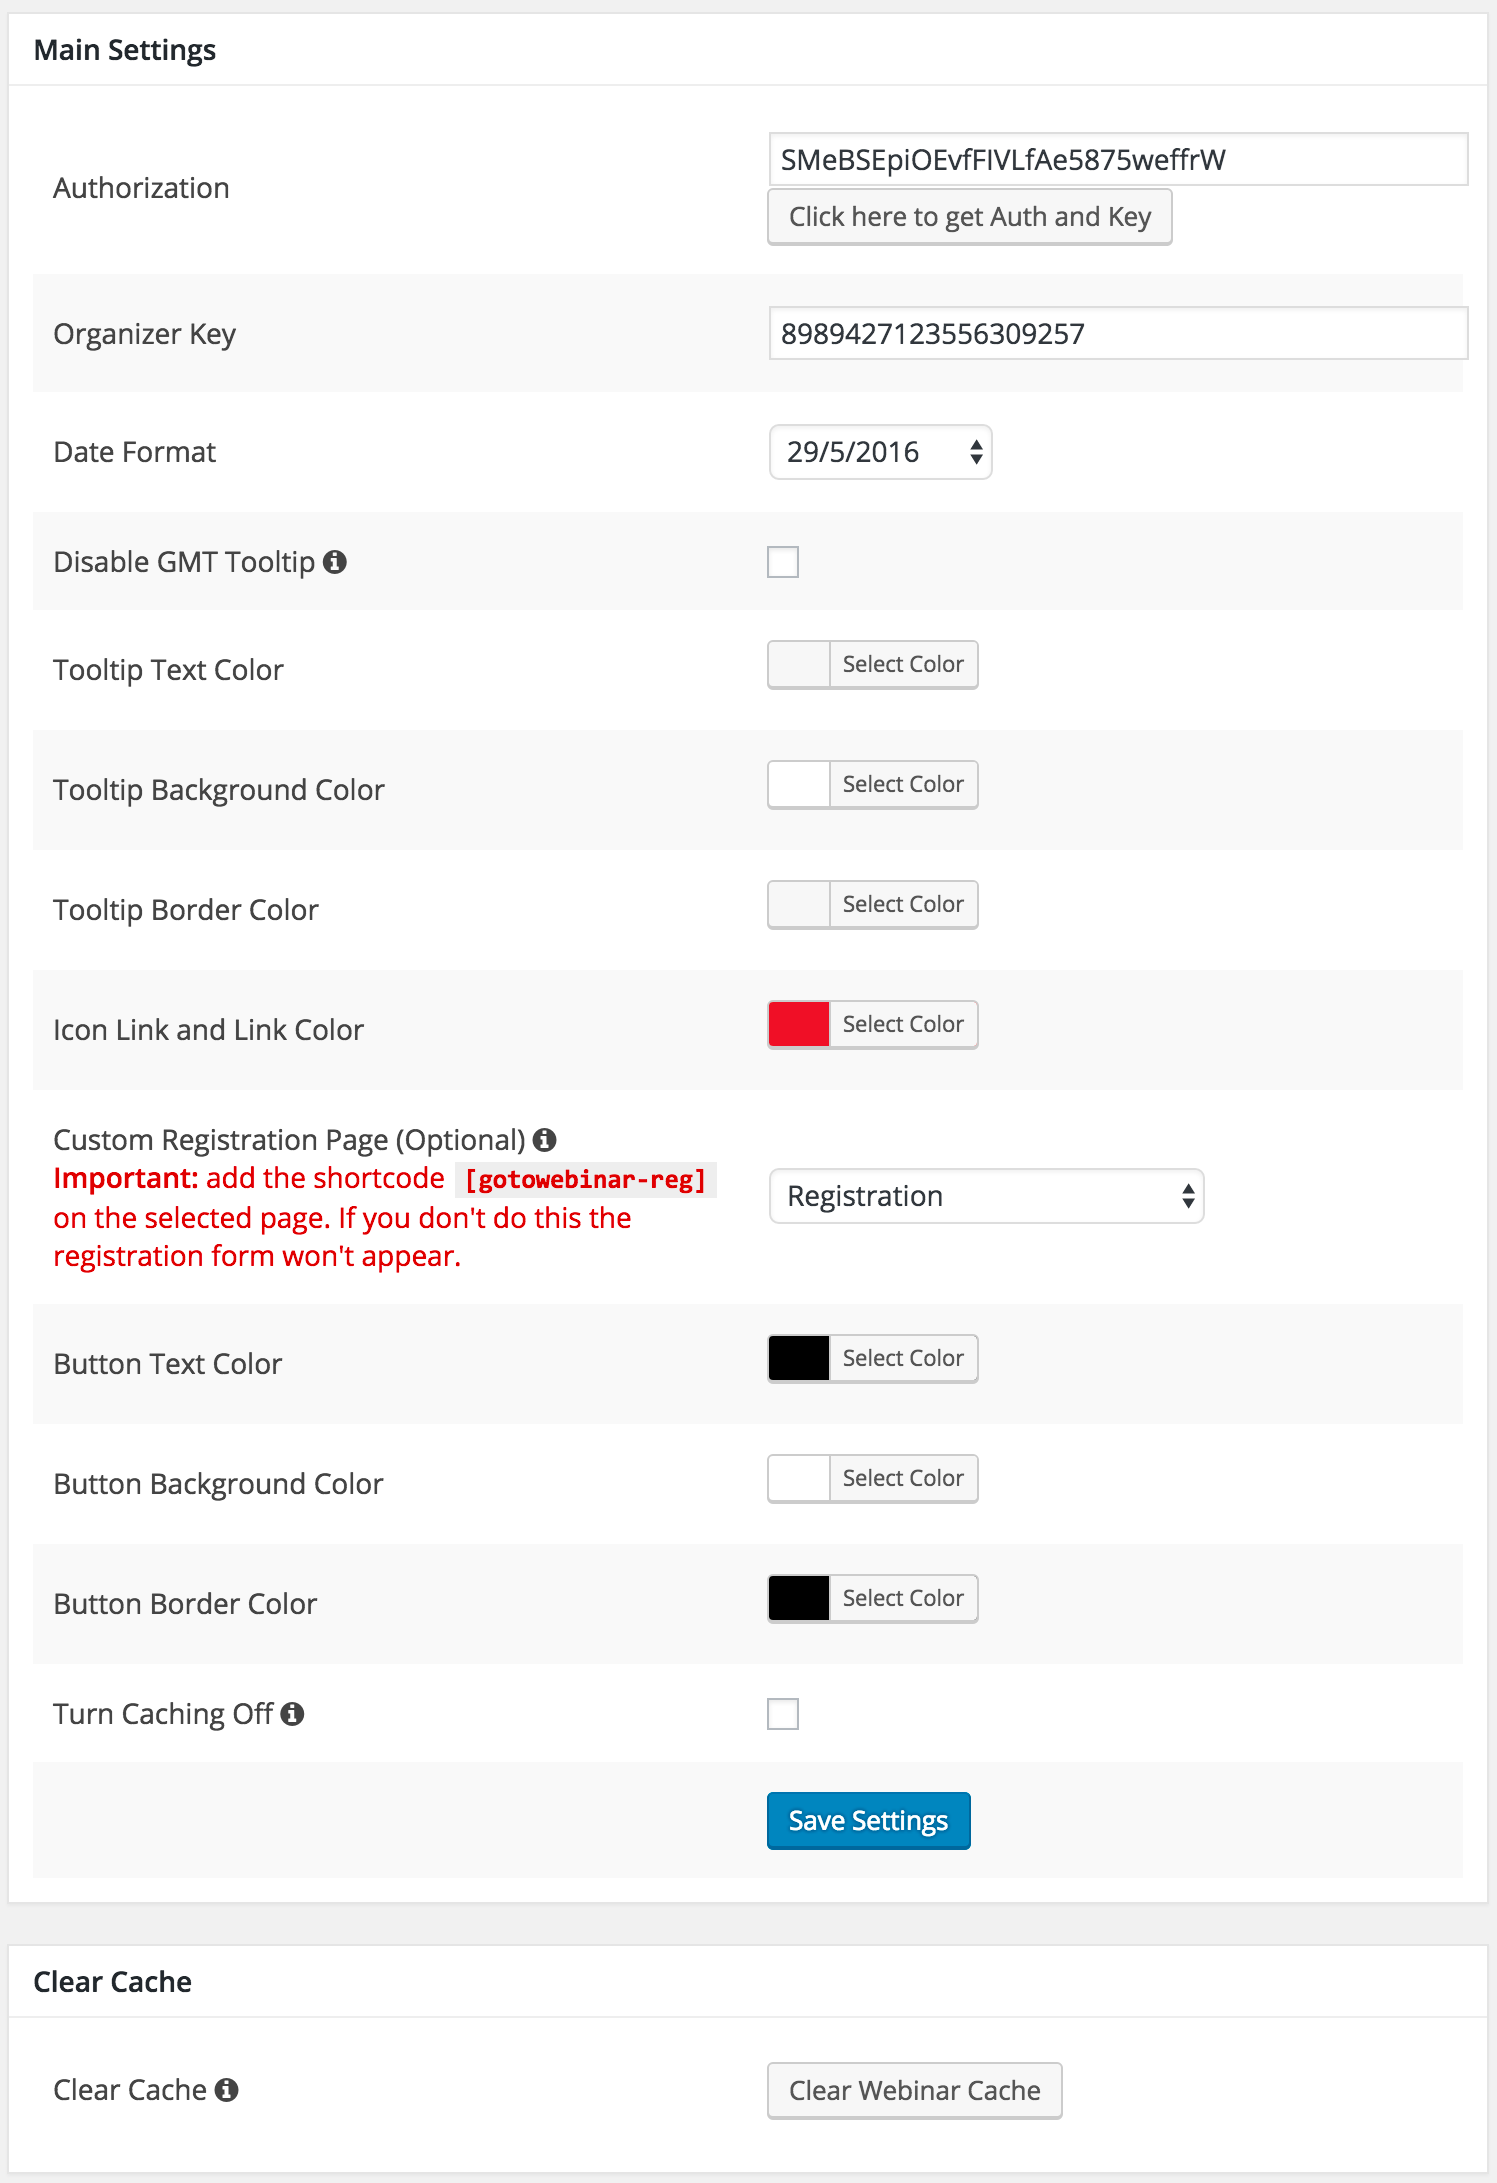 Main Settings
Authorization
SMeBSEpiOEvfFIVLfAe5875weffrW
Click here to get Auth and Key
Organizer Key
8989427123556309257
Date Format
29/5/2016
Disable GMT Tooltip
Tooltip Text Color
Select Color
Tooltip Background Color
Select Color
Tooltip Border Color
Select Color
Icon Link and Link Color
Select Color
Custom Registration Page (Optional)
Important: add the shortcode [gotowebinar-reg]
on the selected page. If you don't do this the
registration form won't appear.
Registration
Button Text Color
Select Color
Button Background Color
Select Color
Button Border Color
Select Color
Turn Caching Off
Save Settings
Clear Cache
Clear Cache
Clear Webinar Cache